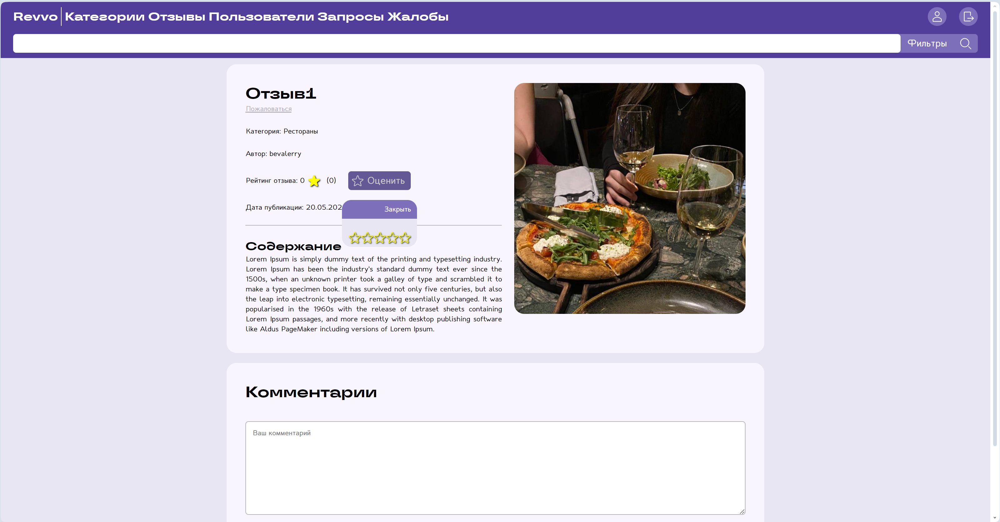 Revvo Категории Отзывы Пользователи Запросы Жалобы
Фильтры
Отзыв1
Пожаловаться
Категория: Рестораны
Автор: bevalerry
Рейтинг отзыва: 0 (0) Оценить
Дата публикации: 20.05.202
Закрыть
Содержание
Lorem Ipsum is simply dummy text of the printing and typesetting industry.
Lorem Ipsum has been the industry's standard dummy text ever since the
1500s, when an unknown printer took a galley of type and scrambled it to
make a type specimen book. It has survived not only five centuries, but also
the leap into electronic typesetting, remaining essentially unchanged. It was
popularised in the 1960s with the release of Letraset sheets containing
Lorem Ipsum passages, and more recently with desktop publishing software
like Aldus PageMaker including versions of Lorem Ipsum.
Комментарии
Ваш комментарий